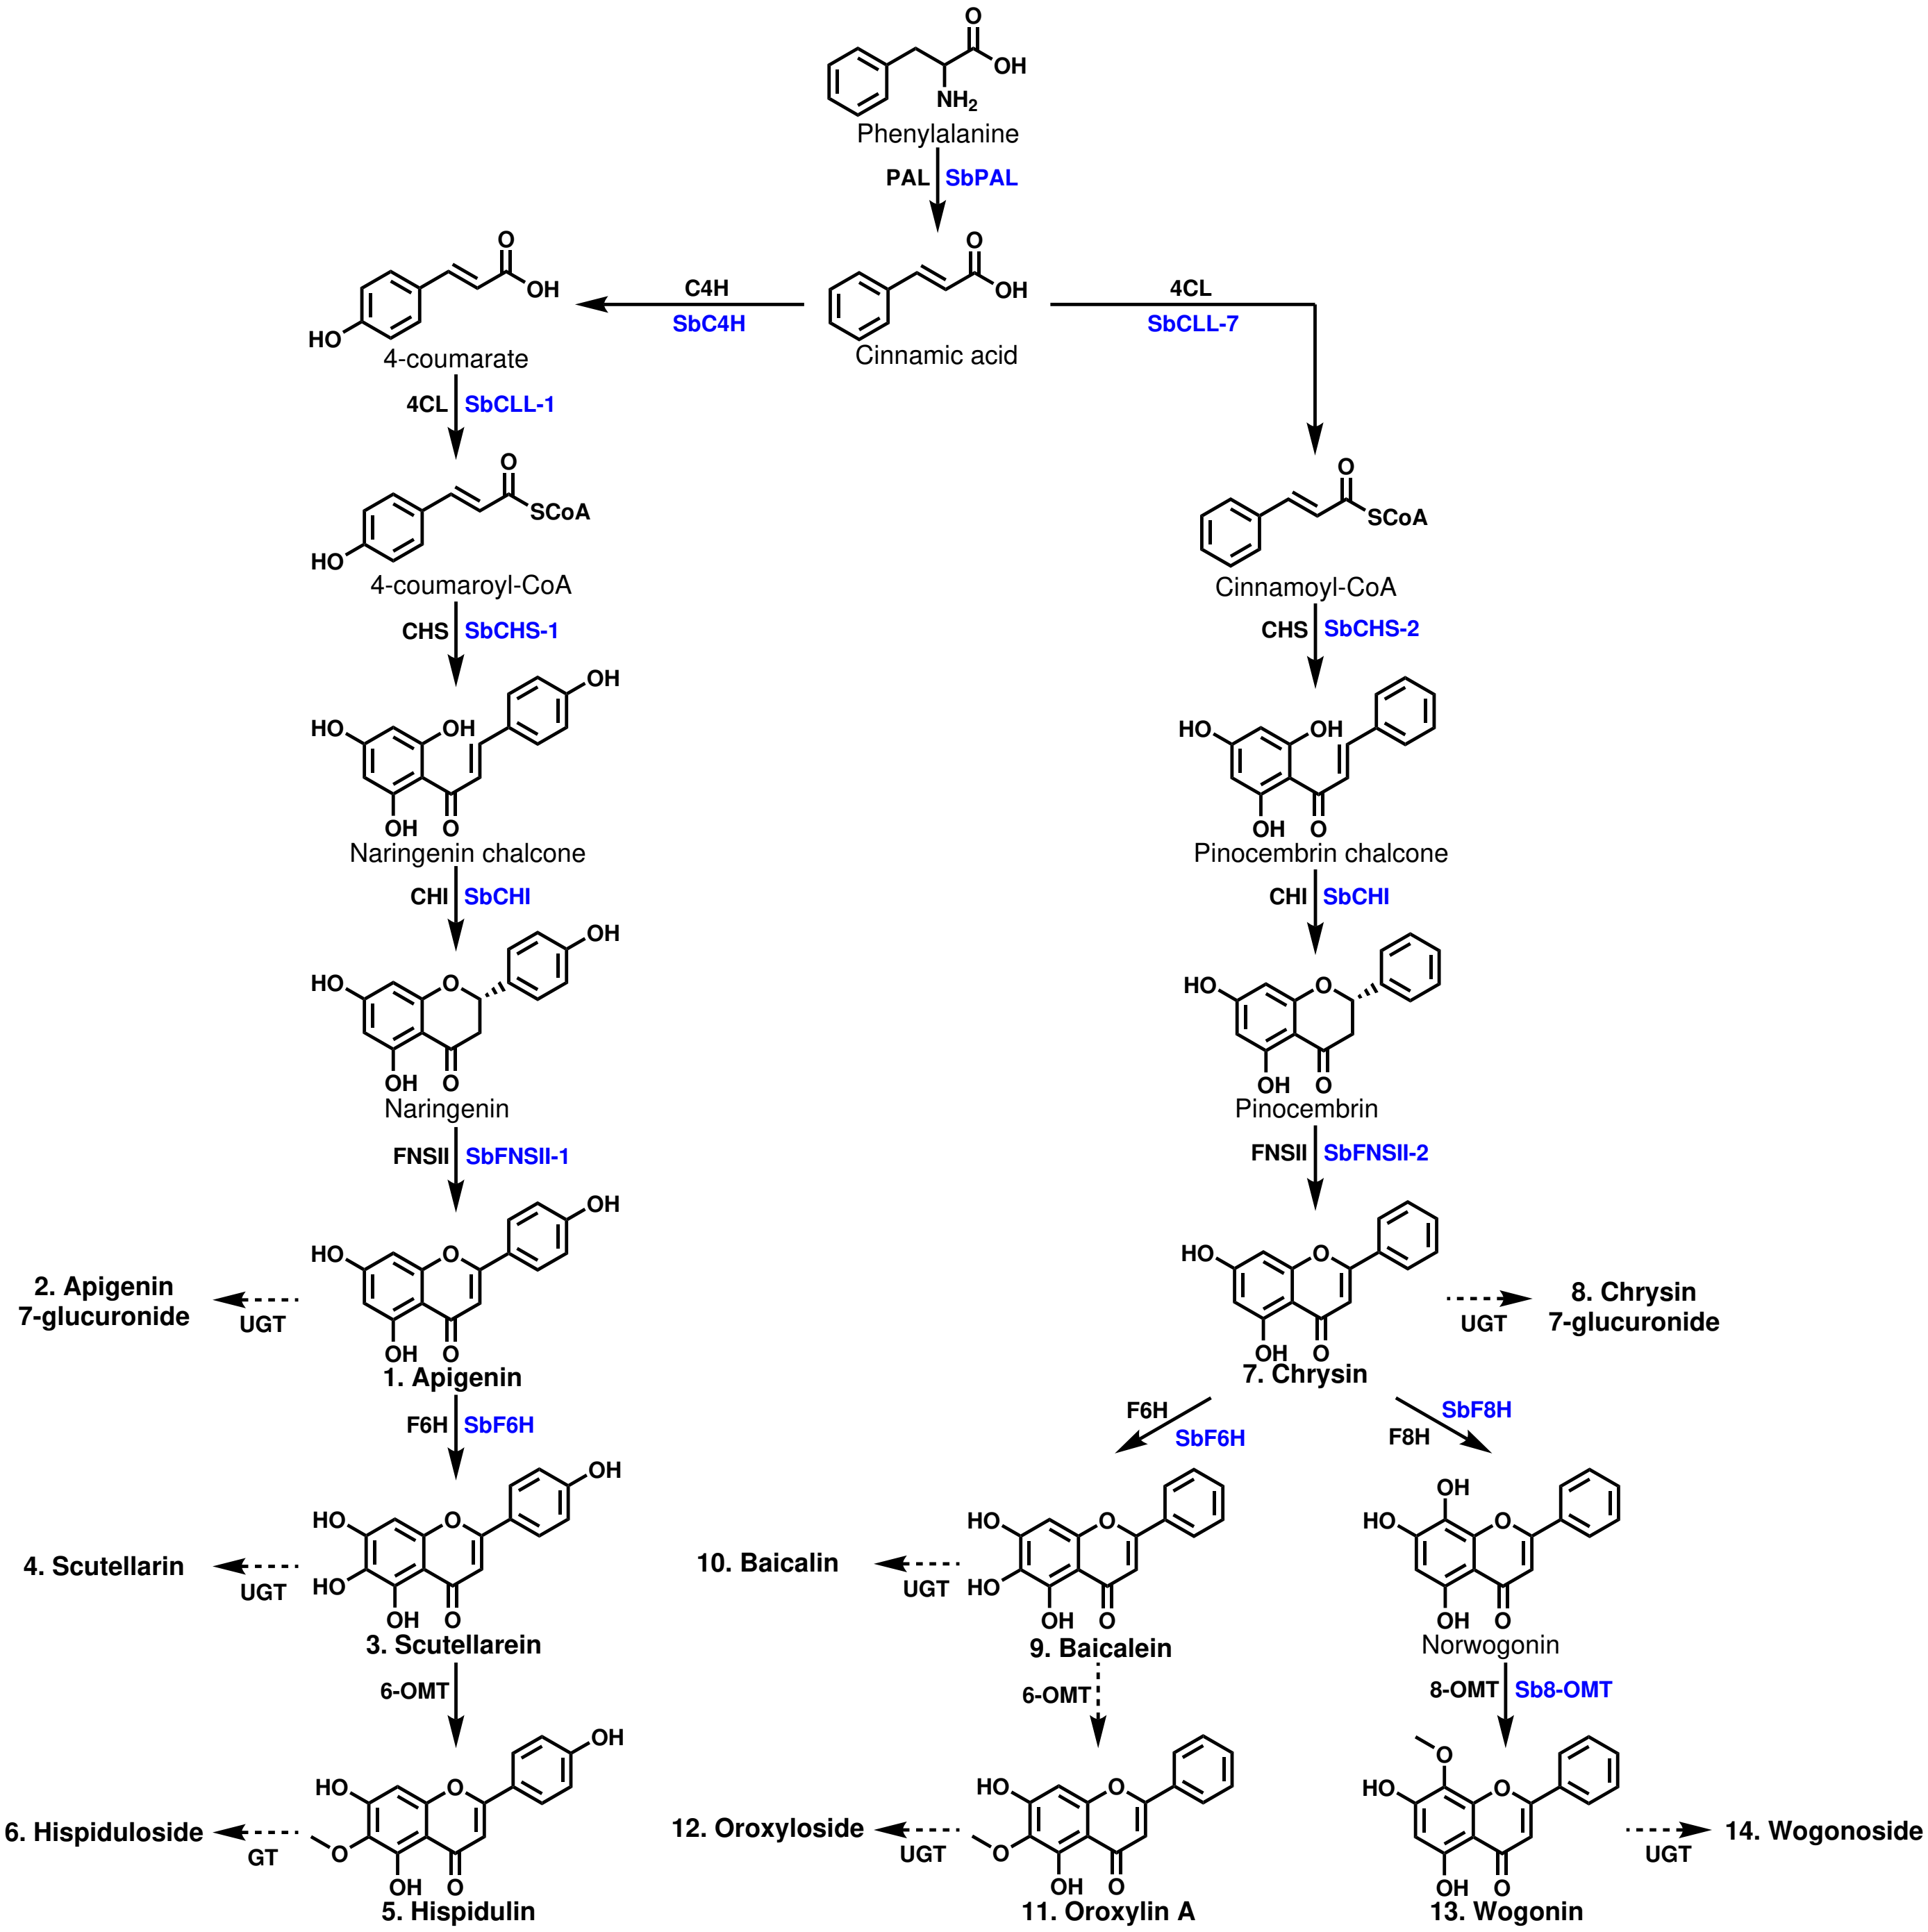 O
OH
NH2
Phenylalanine
PAL SbPAL
O
OH
HO
4-coumarate
C4H
SbC4H
O
OH
Cinnamic acid
4CL
SbCLL-7
4CL SbCLL-1
O
SCoA
HO
4-coumaroyl-CoA
O
SCoA
Cinnamoyl-CoA
CHS SbCHS-1
CHS SbCHS-2
OH
HO OH
OH O
Naringenin chalcone
HO OH
OH O
Pinocembrin chalcone
CHI SbCHI
CHI SbCHI
OH
HO O
OH O
Naringenin
HO O
OH O
Pinocembrin
FNSII SbFNSII-1
FNSII SbFNSII-2
OH
HO O
OH O
1. Apigenin
2. Apigenin
7-glucuronide
UGT
HO O
OH O
7. Chrysin
UGT
8. Chrysin
7-glucuronide
F6H SbF6H
F6H
SbF6H
SbF8H
F8H
OH
HO O
HO
OH O
3. Scutellarein
4. Scutellarin
UGT
10. Baicalin
UGT
HO O
HO
OH O
9. Baicalein
OH
HO O
OH O
Norwogonin
6-OMT
6-OMT
8-OMT Sb8-OMT
OH
HO O
O
OH O
5. Hispidulin
6. Hispiduloside
GT
12. Oroxyloside
UGT
HO O
O
OH O
11. Oroxylin A
O
HO O
OH O
13. Wogonin
UGT
14. Wogonoside